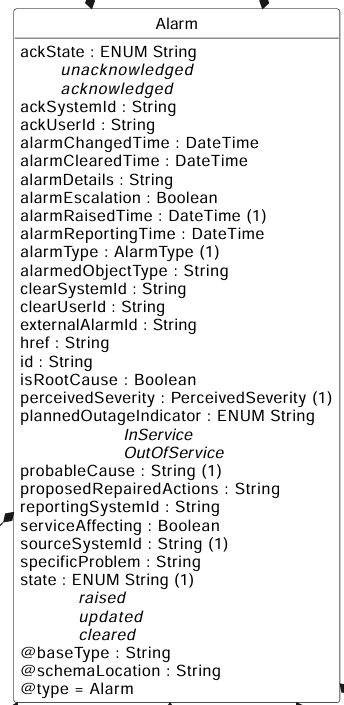 Alarm
ackState : ENUM String
unacknowledged
acknowledged
ackSystemId : String
ackUserId : String
alarmChangedTime : DateTime
alarmClearedTime : DateTime
alarmDetails : String
alarmEscalation : Boolean
alarmRaisedTime : DateTime (1)
alarmReportingTime : DateTime
alarmType : AlarmType (1)
alarmedObjectType : String
clearSystemId : String
clearUserId : String
externalAlarmId : String
href : String
id : String
isRootCause : Boolean
perceivedSeverity : PerceivedSeverity (1)
plannedOutageIndicator : ENUM String
InService
OutOfService
probableCause : String (1)
proposedRepairedActions : String
reportingSystemId : String
serviceAffecting : Boolean
sourceSystemId : String (1)
specificProblem : String
state : ENUM String (1)
raised
updated
cleared
@baseType : String
@schemaLocation : String
@type = Alarm